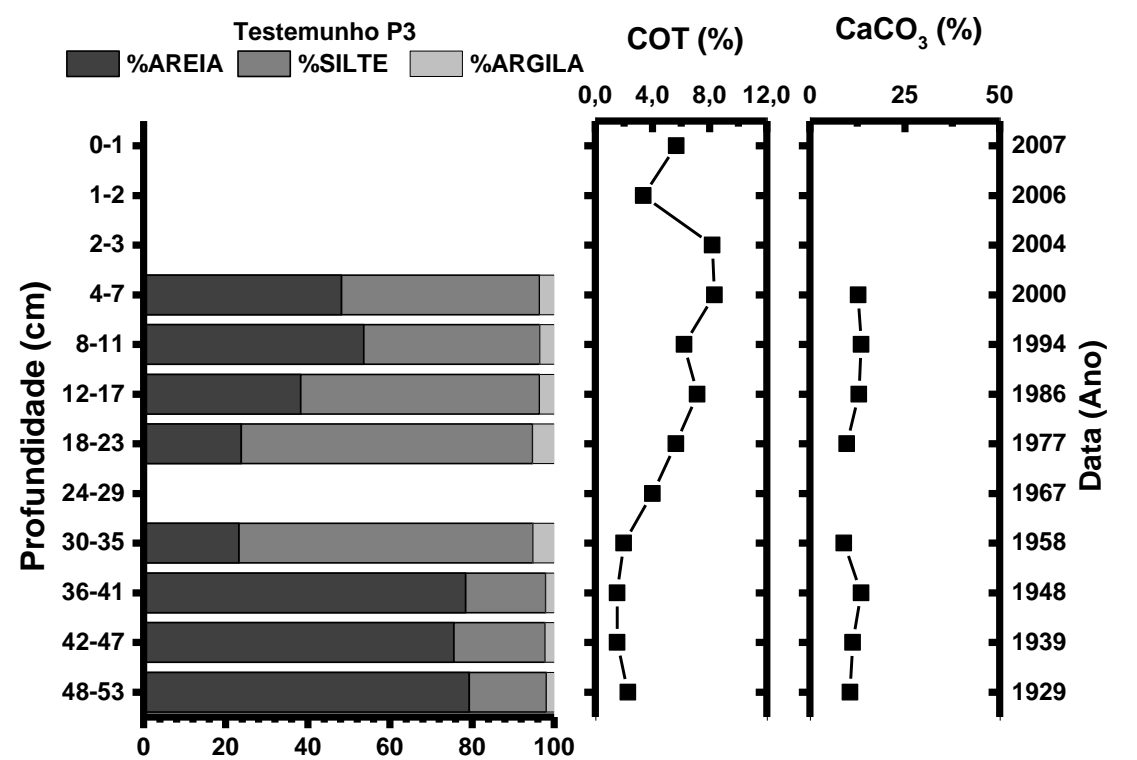 Testemunho P3
%AREIA %SILTE %ARGILA
COT (%)
CaCO3 (%)
0,0 4,0 8,0 12,0
0 25 50
Profundidade (cm)
0-1
1-2
2-3
4-7
8-11
12-17
18-23
24-29
30-35
36-41
42-47
48-53
0 20 40 60 80 100
2007
2006
2004
2000
1994
1986
1977
1967
1958
1948
1939
1929
Data (Ano)